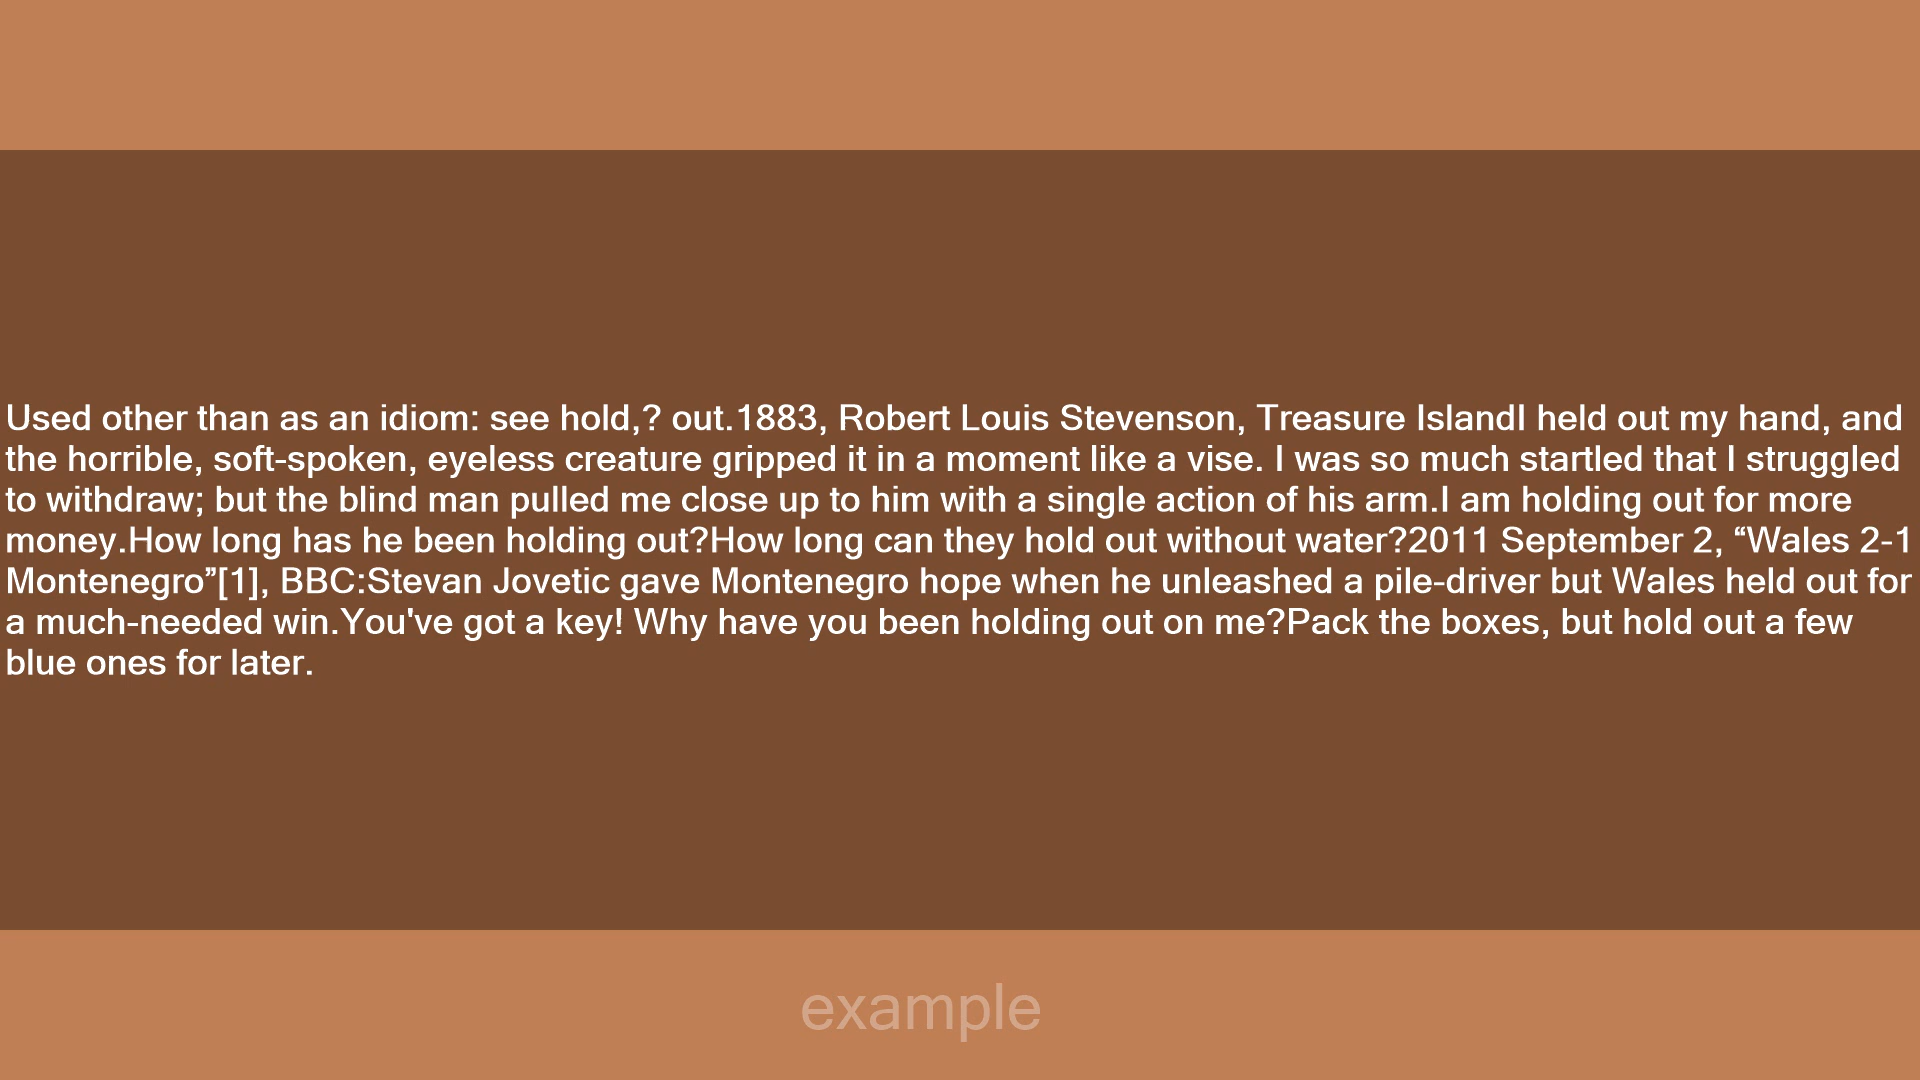 Used other than as an idiom: see hold,? out.1883, Robert Louis Stevenson, Treasure IslandI held out my hand, and
the horrible, soft-spoken, eyeless creature gripped it in a moment like a vise. I was so much startled that I struggled
to withdraw; but the blind man pulled me close up to him with a single action of his arm.I am holding out for more
money.How long has he been holding out?How long can they hold out without water?2011 September 2, “Wales 2-1
Montenegro”[1], BBC:Stevan Jovetic gave Montenegro hope when he unleashed a pile-driver but Wales held out for
a much-needed win.You've got a key! Why have you been holding out on me?Pack the boxes, but hold out a few
blue ones for later.
example